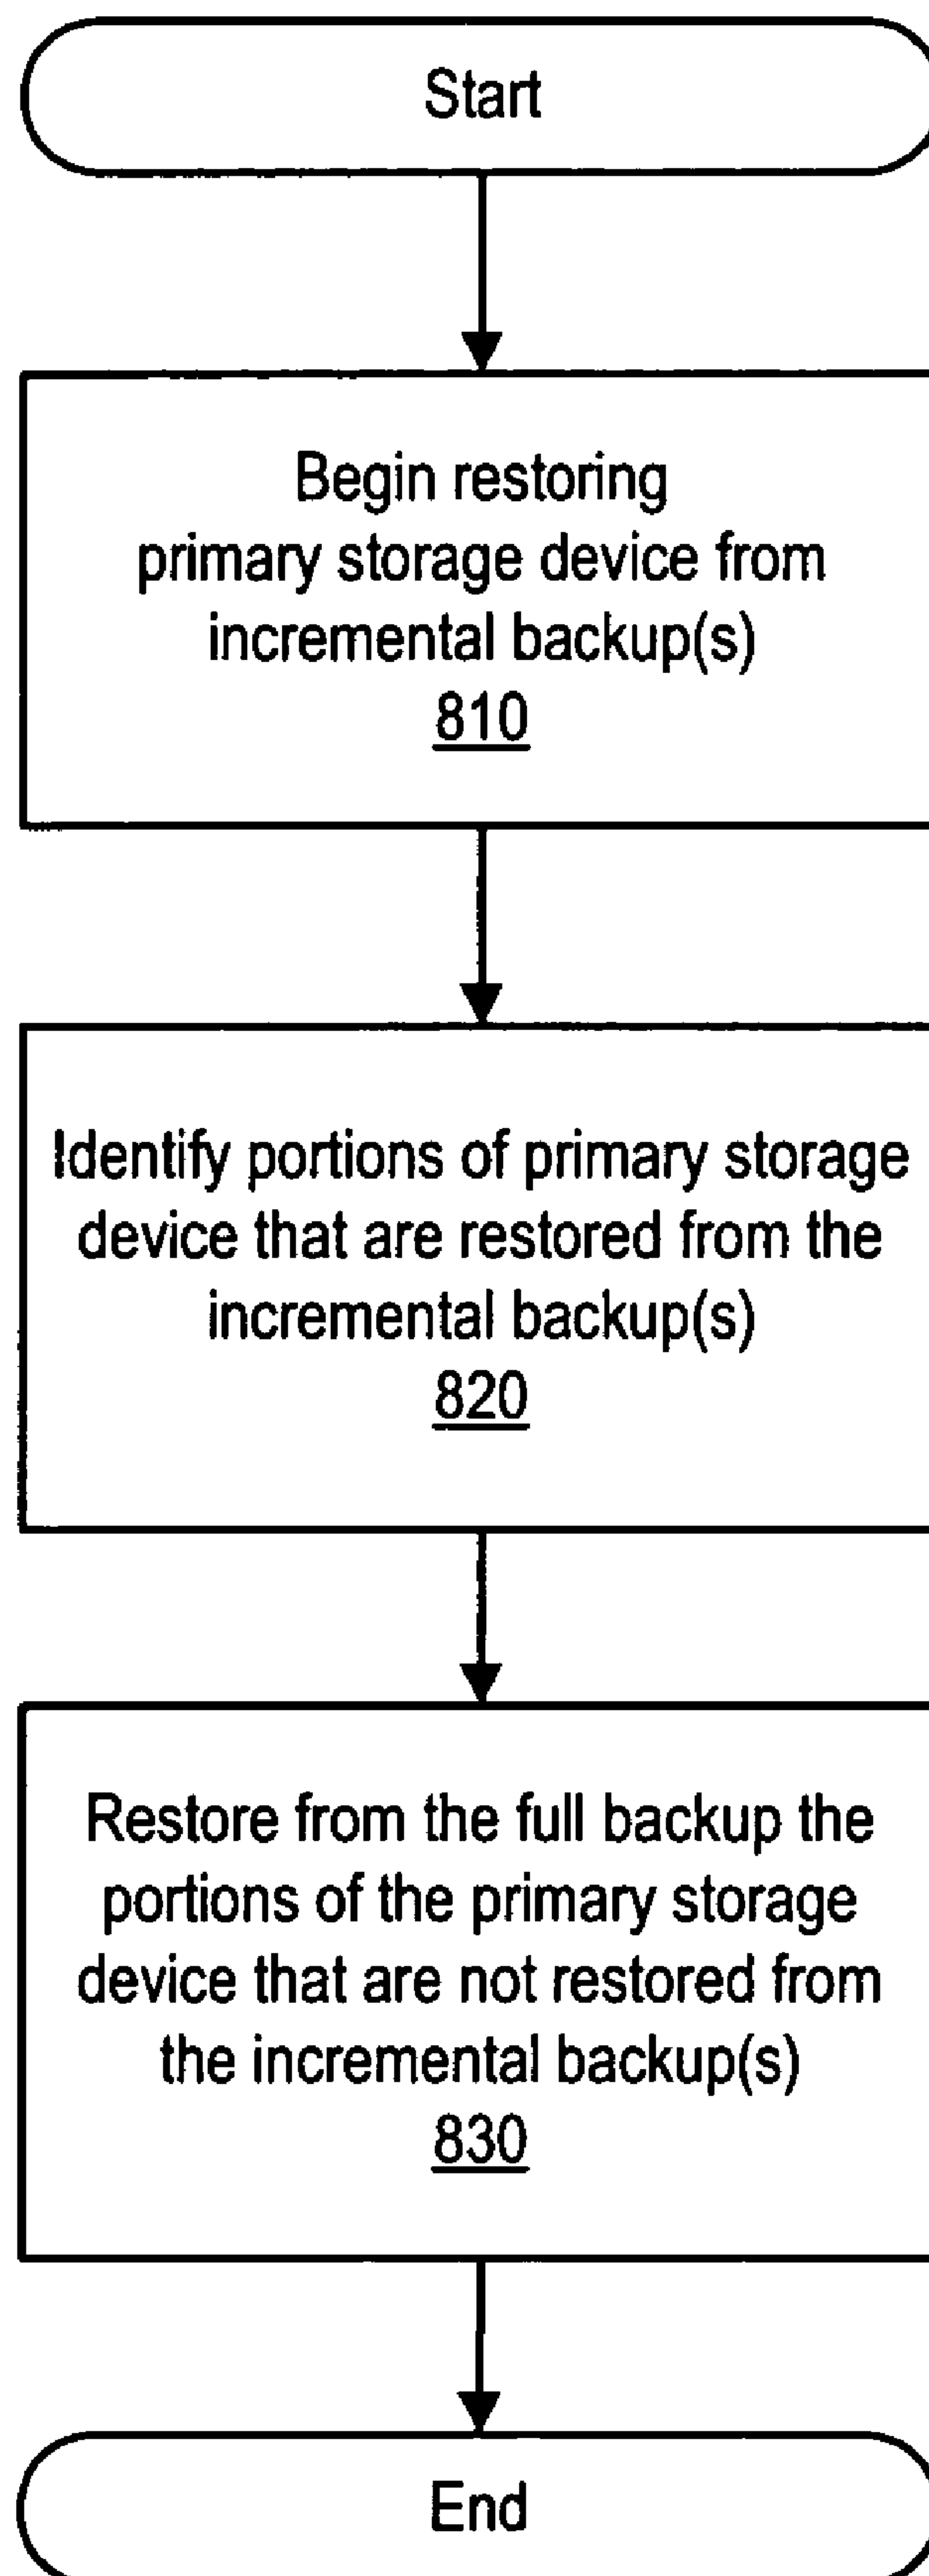 Start
Begin restoring
primary storage device from
incremental backup(s)
810
Identify portions of primary storage
device that are restored from the
incremental backup(s)
820
Restore from the full backup the
portions of the primary storage
device that are not restored from
the incremental backup(s)
830
End